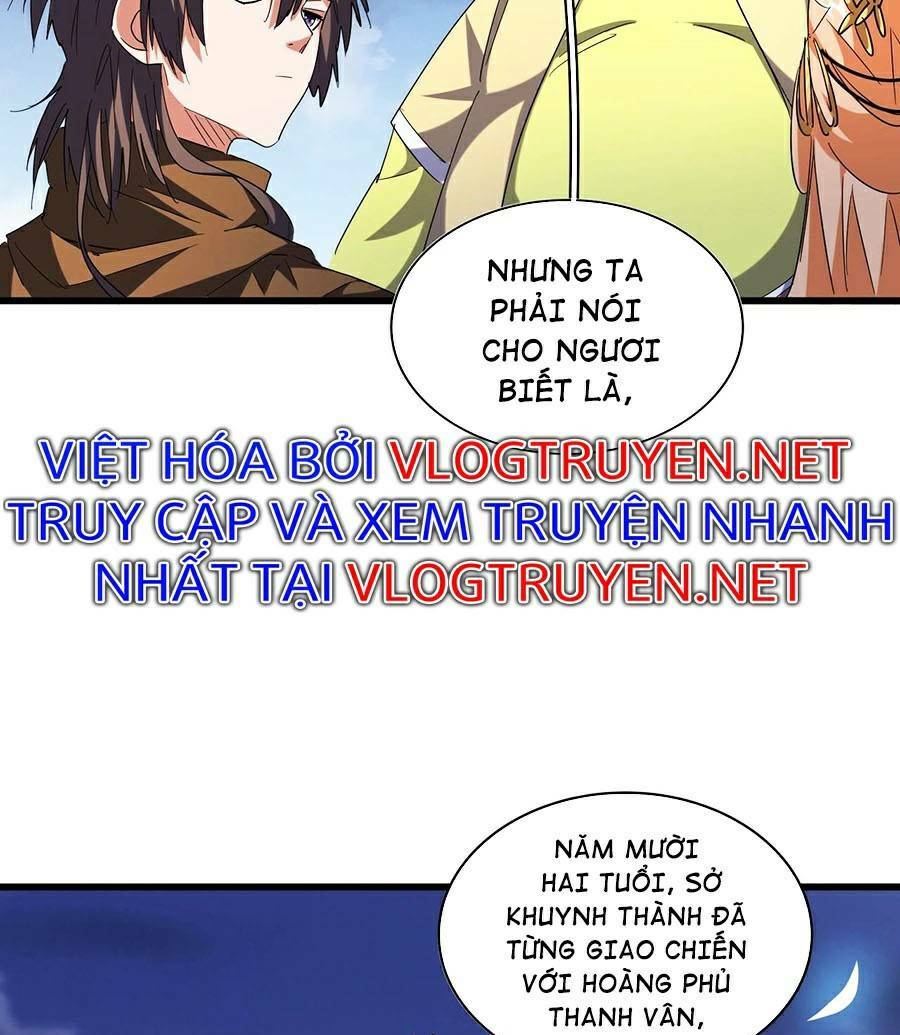 NHƯNG TA
PHẢI NÓI
CHO NGƯƠI
BIẾT LÀ,
VIỆT HÓA BỞI VLOGTRUYEN.NET
TRUY CẬP VÀ XEM TRUYỆN NHANH
NHẤT TẠI VLOGTRUYEN.NET
NĂM MƯỜI
HAI TUỔI, SỞ
KHUYNH THÀNH ĐÃ
TỪNG GIAO CHIẾN
VỚI HOÀNG PHỦ
THANH VÂN,